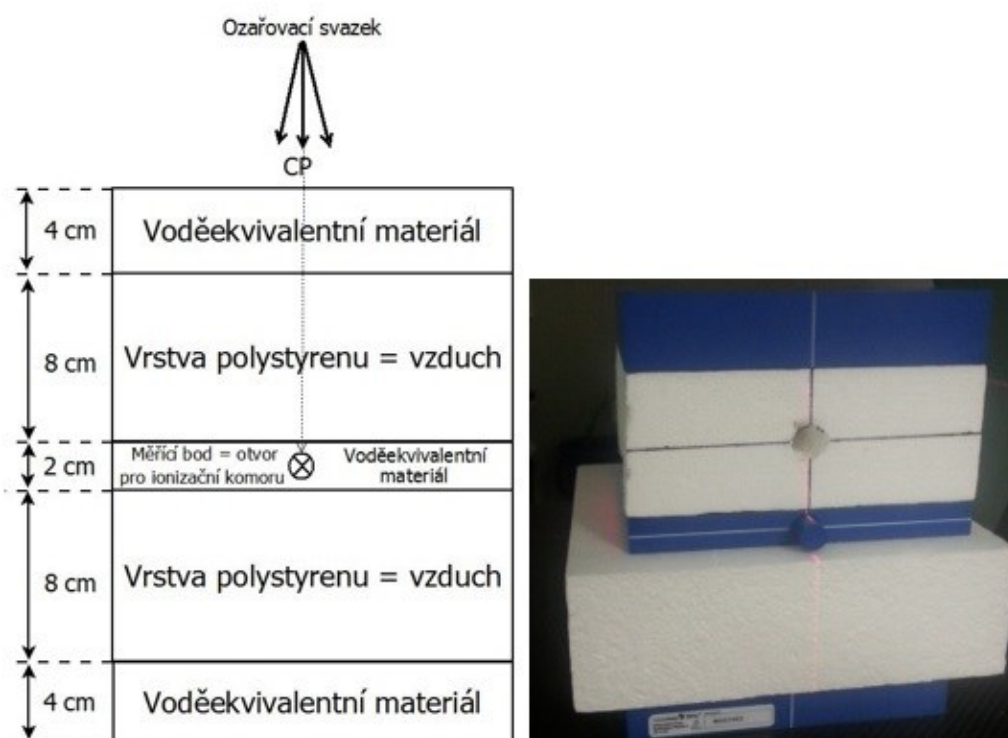 Ozařovací svazek
CP
4 cm
Voděekvivalentní materiál
8 cm
Vrstva polystyrenu = vzduch
2 cm
Měřící bod = otvor
pro ionizační komoru
Voděekvivalentní
materiál
8 cm
Vrstva polystyrenu = vzduch
4 cm
Voděekvivalentní materiál